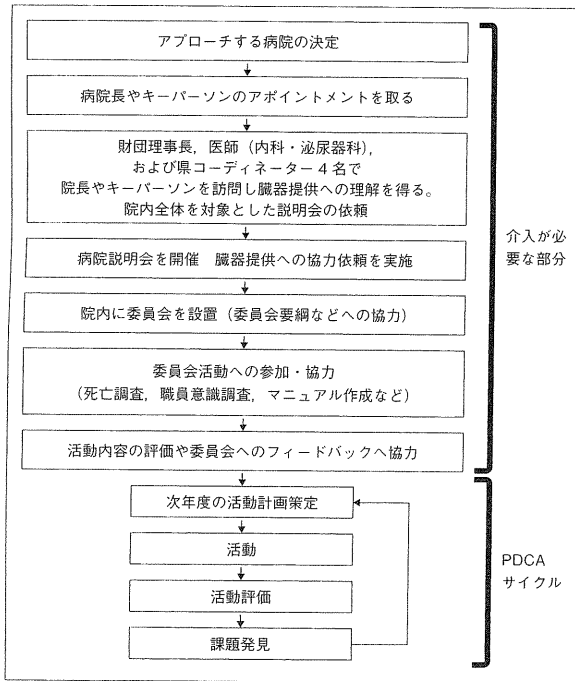 アプローチする病院の決定
病院長やキーパーソンのアポイントメントを取る
財団理事長，医師（内科・泌尿器科），
および県コーディネーター4名で
院長やキーパーソンを訪問し臓器提供への理解を得る。
院内全体を対象とした説明会の依頼
病院説明会を開催　臓器提供への協力依頼を実施
院内に委員会を設置（委員会要綱などへの協力）
委員会活動への参加・協力
（死亡調査，職員意識調査，マニュアル作成など）
活動内容の評価や委員会へのフィードバックへ協力
介入が必
要な部分
次年度の活動計画策定
活動
活動評価
課題発見
PDCA
サイクル